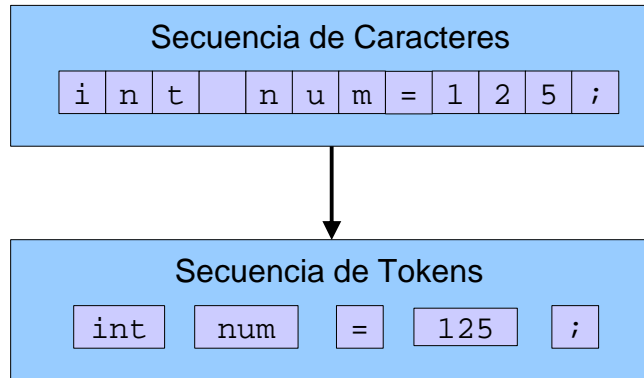 Secuencia de Caracteres
i n t   n u m = 1 2 5 ;
Secuencia de Tokens
int num = 125 ;